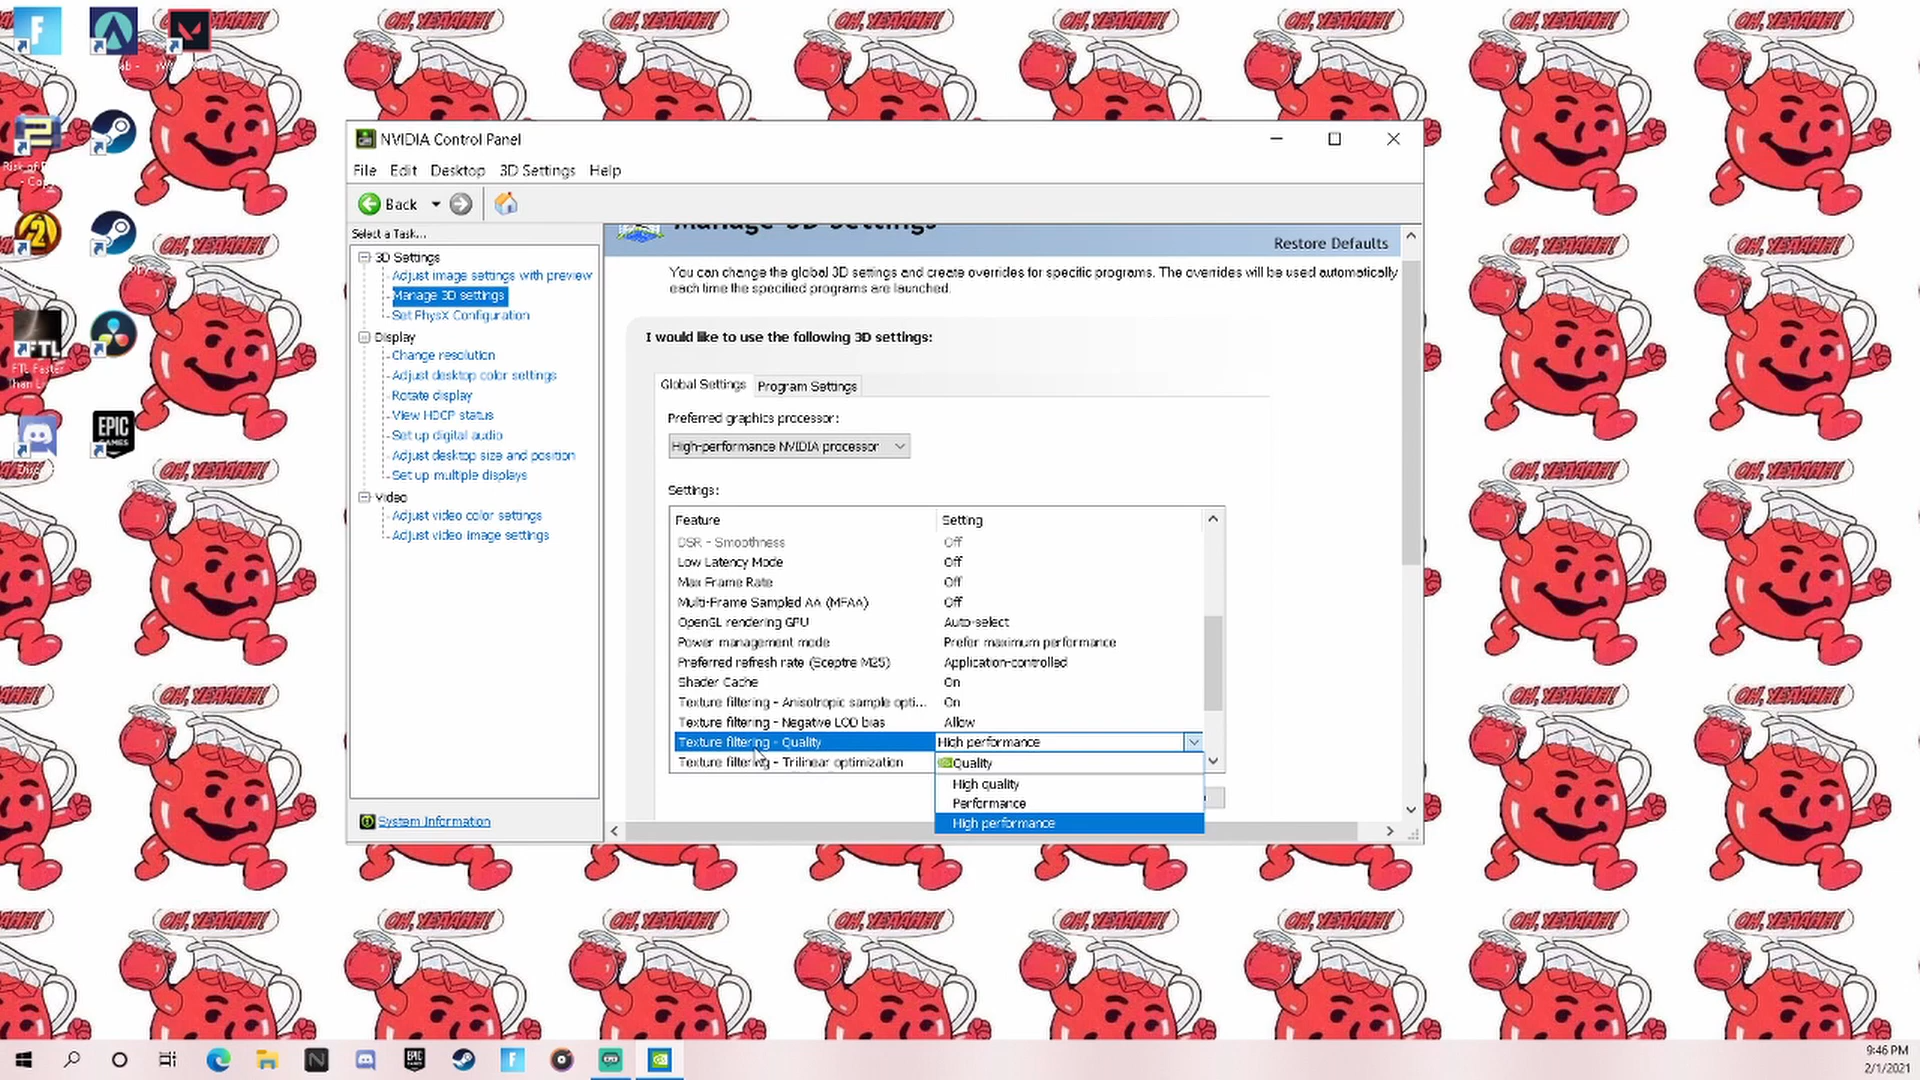 OH, YEAAHH!
NVIDIA Control Panel
File Edit Desktop 3D Settings Help
Back
Select a Task...
3D Settings
Adjust image settings with preview
Manage 3D settings
Set PhysX Configuration
Display
Change resolution
Adjust desktop color settings
Rotate display
View HDCP status
Set up digital audio
Adjust desktop size and position
Set up multiple displays
Video
Adjust video color settings
Adjust video image settings
System Information
Manage 3D Settings
Restore Defaults
You can change the global 3D settings and create overrides for specific programs. The overrides will be used automatically
each time the specified programs are launched.
I would like to use the following 3D settings:
Global Settings Program Settings
Preferred graphics processor:
High-performance NVIDIA processor
Settings:
Feature Setting
DSR - Smoothness Off
Low Latency Mode Off
Max Frame Rate Off
Multi-Frame Sampled AA (MFAA) Off
OpenGL rendering GPU Auto-select
Power management mode Prefer maximum performance
Preferred refresh rate (Sceptre M25) Application-controlled
Shader Cache On
Texture filtering - Anisotropic sample opti... On
Texture filtering - Negative LOD bias Allow
Texture filtering - Quality High performance
Texture filtering - Trilinear optimization
Quality
High quality
Performance
High performance
FTL
FTL Faster
EPIC
GAMES
9:46 PM
2/1/2021